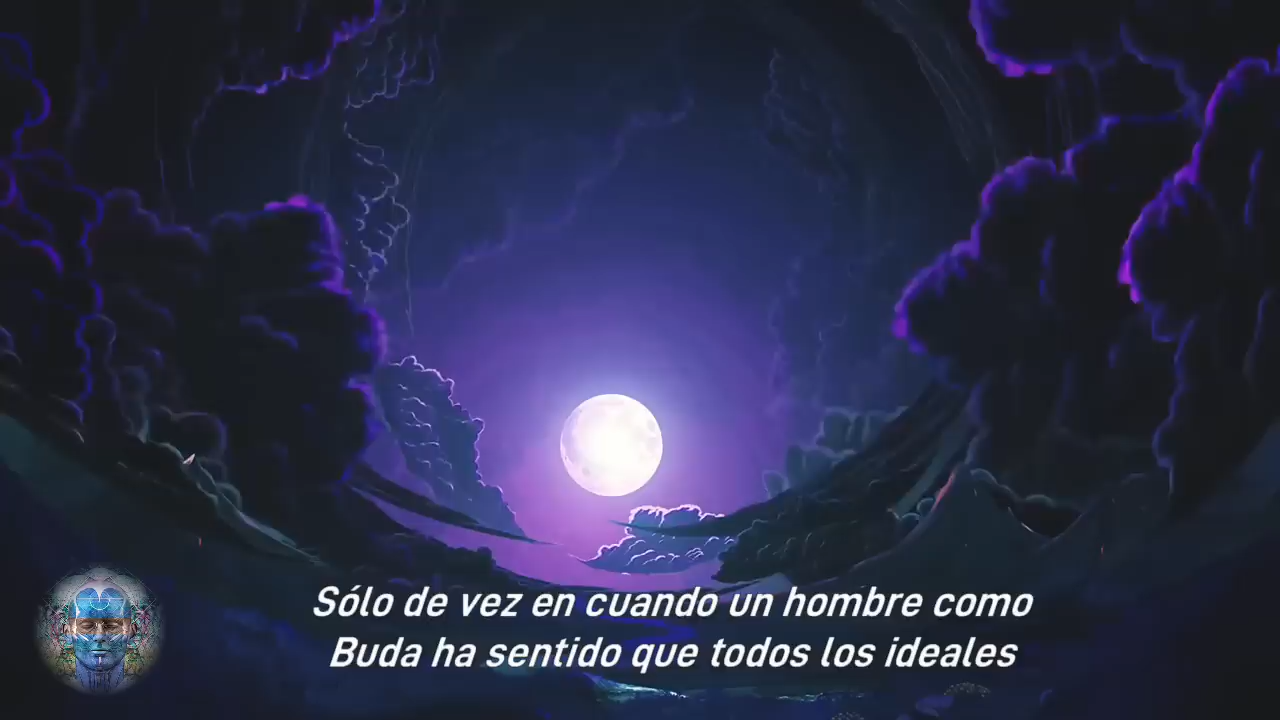 Sólo de vez en cuando un hombre como
Buda ha sentido que todos los ideales